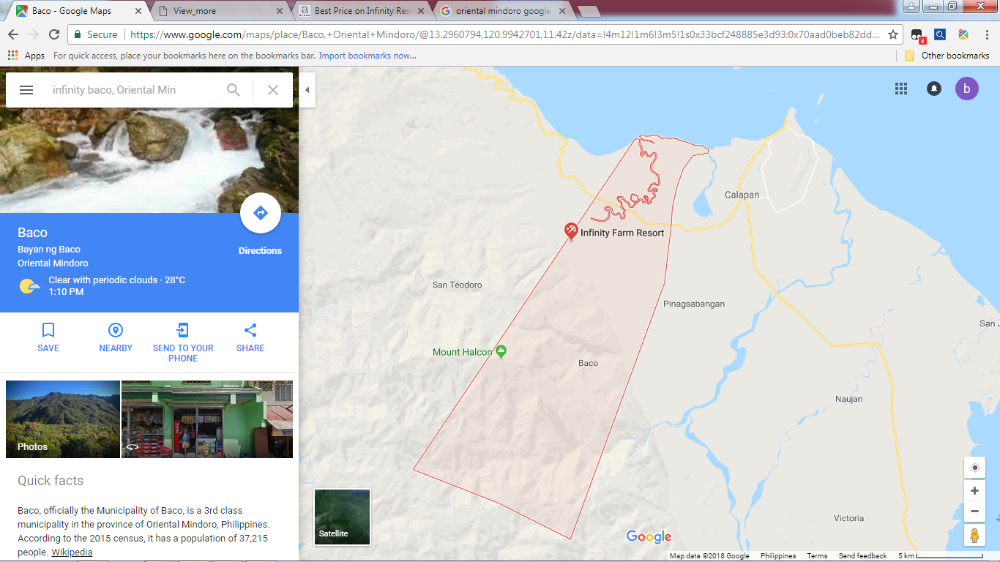 Baco - Google Maps
View_more
Best Price on Infinity Res
oriental mindoro google
Secure
https://www.google.com/maps/place/Baco,+Oriental+Mindoro/@13.2960794,120.9942701,11.42z/data=!4m12!1m6!3m5!1s0x33bcf248885e3d93:0x70aad0beb82dd...
4
Apps
For quick access, place your bookmarks here on the bookmarks bar. Import bookmarks now...
Other bookmarks
infinity baco, Oriental Min
b
Baco
Bayan ng Baco
Oriental Mindoro
Directions
Clear with periodic clouds · 28°C
1:10 PM
SAVE
NEARBY
SEND TO YOUR
PHONE
SHARE
Photos
Quick facts
Baco, officially the Municipality of Baco, is a 3rd class
municipality in the province of Oriental Mindoro, Philippines.
According to the 2015 census, it has a population of 37,215
people. Wikipedia
Calapan
Infinity Farm Resort
San Teodoro
Pinagsabangan
San J
Mount Halcon
Baco
Naujan
Victoria
Satellite
Google
Map data ©2018 Google
Philippines
Terms
Send feedback
5 km